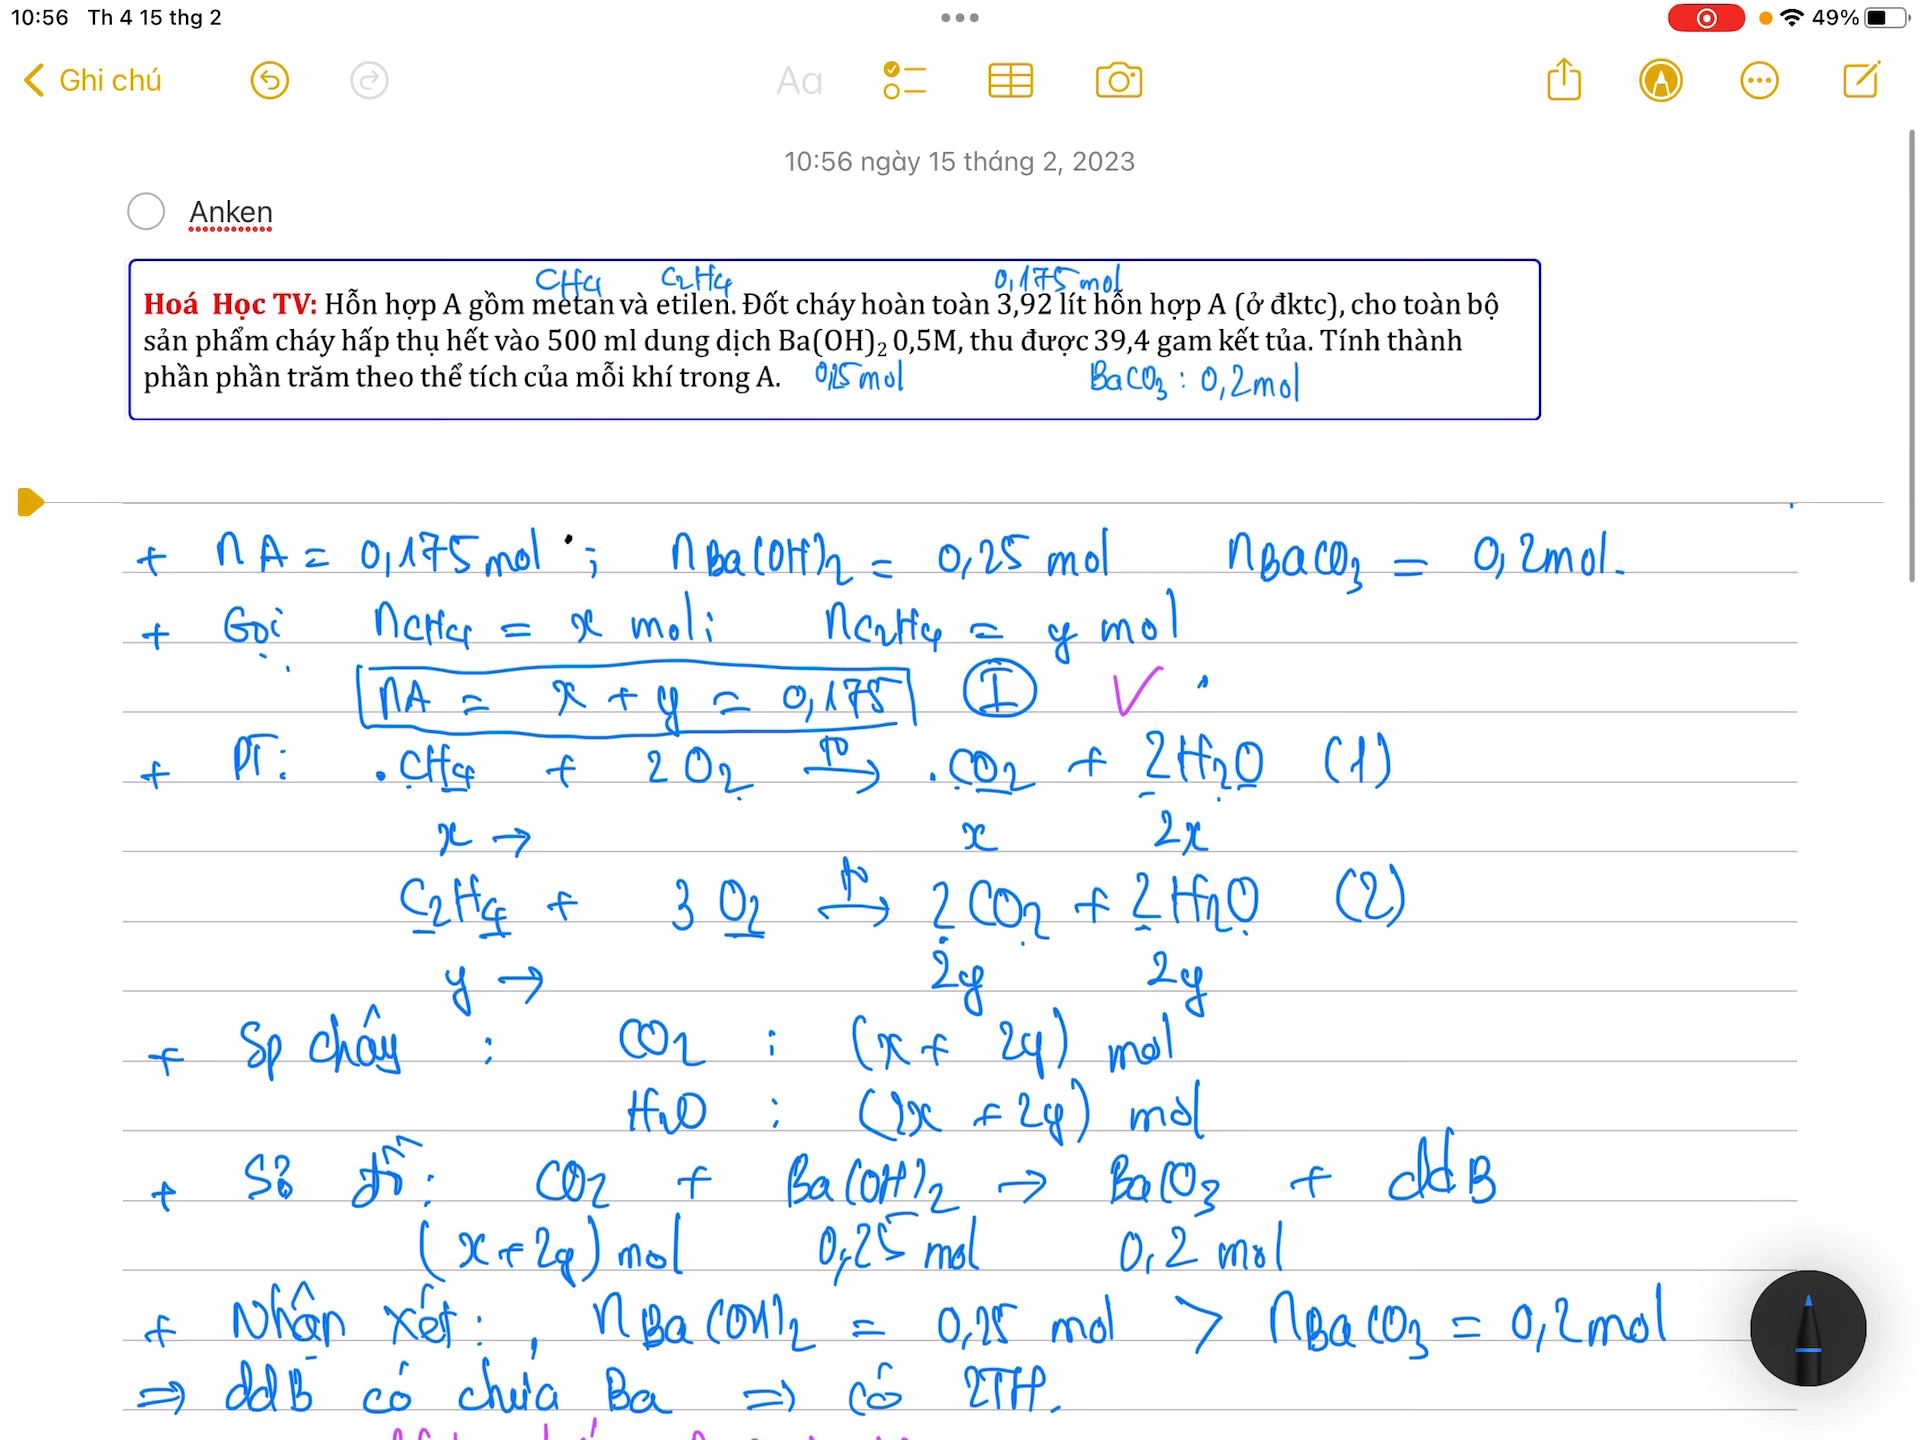 10:56 Th 4 15 thg 2
49%
Ghi chú
Aa
10:56 ngày 15 tháng 2, 2023
Anken
CH4 C2H4 0,175 mol
Hoá Học TV: Hỗn hợp A gồm metan và etilen. Đốt cháy hoàn toàn 3,92 lít hỗn hợp A (ở đktc), cho toàn bộ
sản phẩm cháy hấp thụ hết vào 500 ml dung dịch Ba(OH)2 0,5M, thu được 39,4 gam kết tủa. Tính thành
phần phần trăm theo thể tích của mỗi khí trong A. 0,25 mol BaCO3 : 0,2 mol
+ nA = 0,175 mol ; nBa(OH)2 = 0,25 mol nBaCO3 = 0,2 mol.
+ Gọi nCH4 = x mol; nC2H4 = y mol
nA = x + y = 0,175 I
+ PT: CH4 + 2O2 to→ CO2 + 2H2O (1)
x → x 2x
C2H4 + 3O2 to→ 2CO2 + 2H2O (2)
y → 2y 2y
+ Sp cháy : CO2 : (x + 2y) mol
H2O : (2x + 2y) mol
+ Sơ đồ: CO2 + Ba(OH)2 → BaCO3 + ddB
(x+2y) mol 0,25 mol 0,2 mol
+ Nhận xét: nBa(OH)2 = 0,25 mol > nBaCO3 = 0,2 mol
⇒ ddB có chứa Ba ⇒ có 2TH.